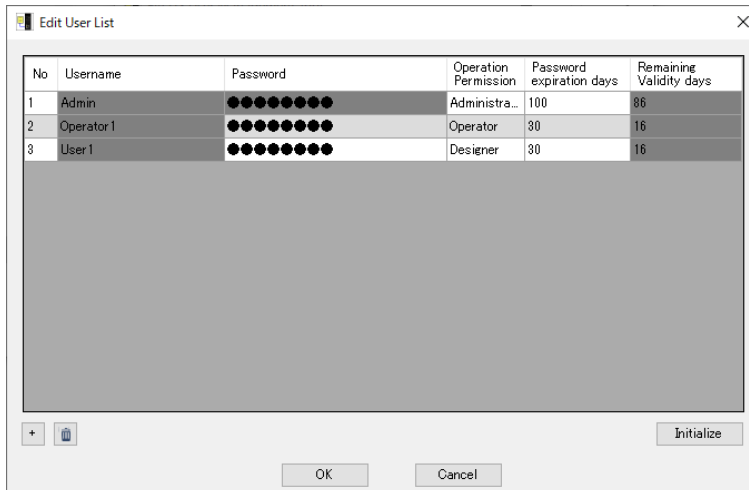 Edit User List
No Username Password Operation Permission Password expiration days Remaining Validity days
1 Admin ●●●●●●●● Administra... 100 86
2 Operator1 ●●●●●●●● Operator 30 16
3 User1 ●●●●●●●● Designer 30 16
+ Initialize
OK Cancel